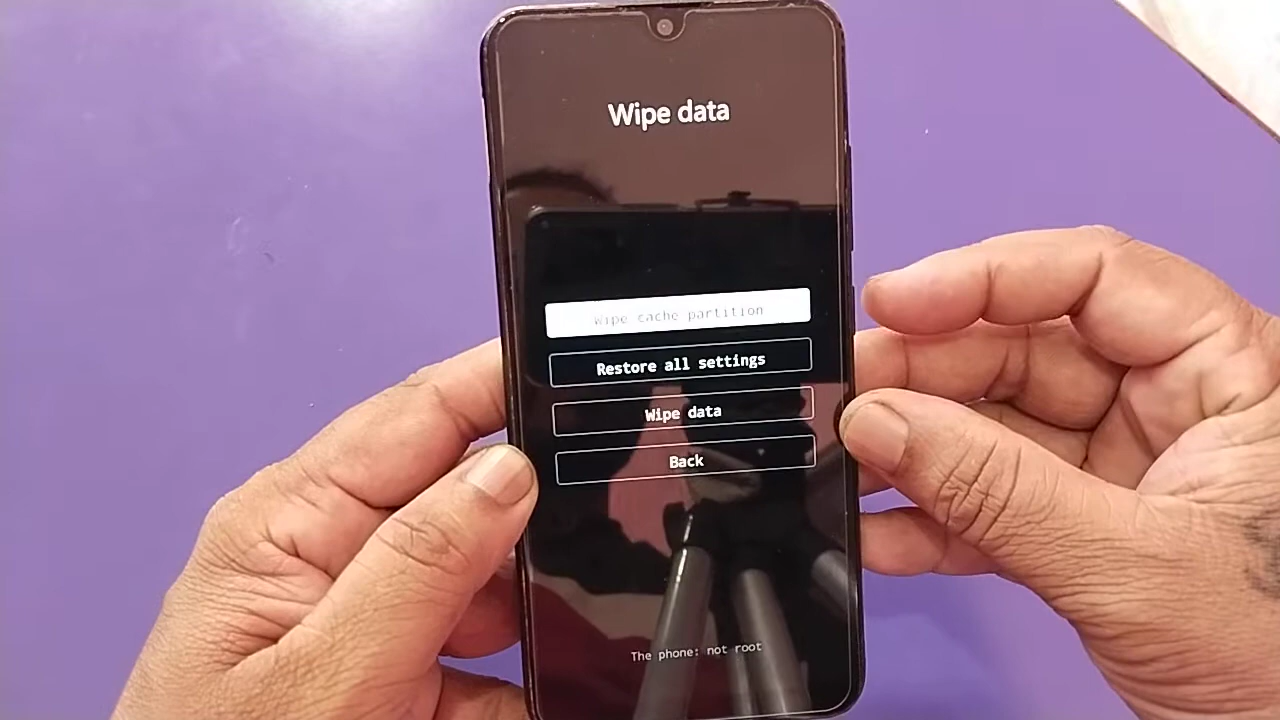 Wipe data
Wipe cache partition
Restore all settings
Wipe data
Back
The phone: not root